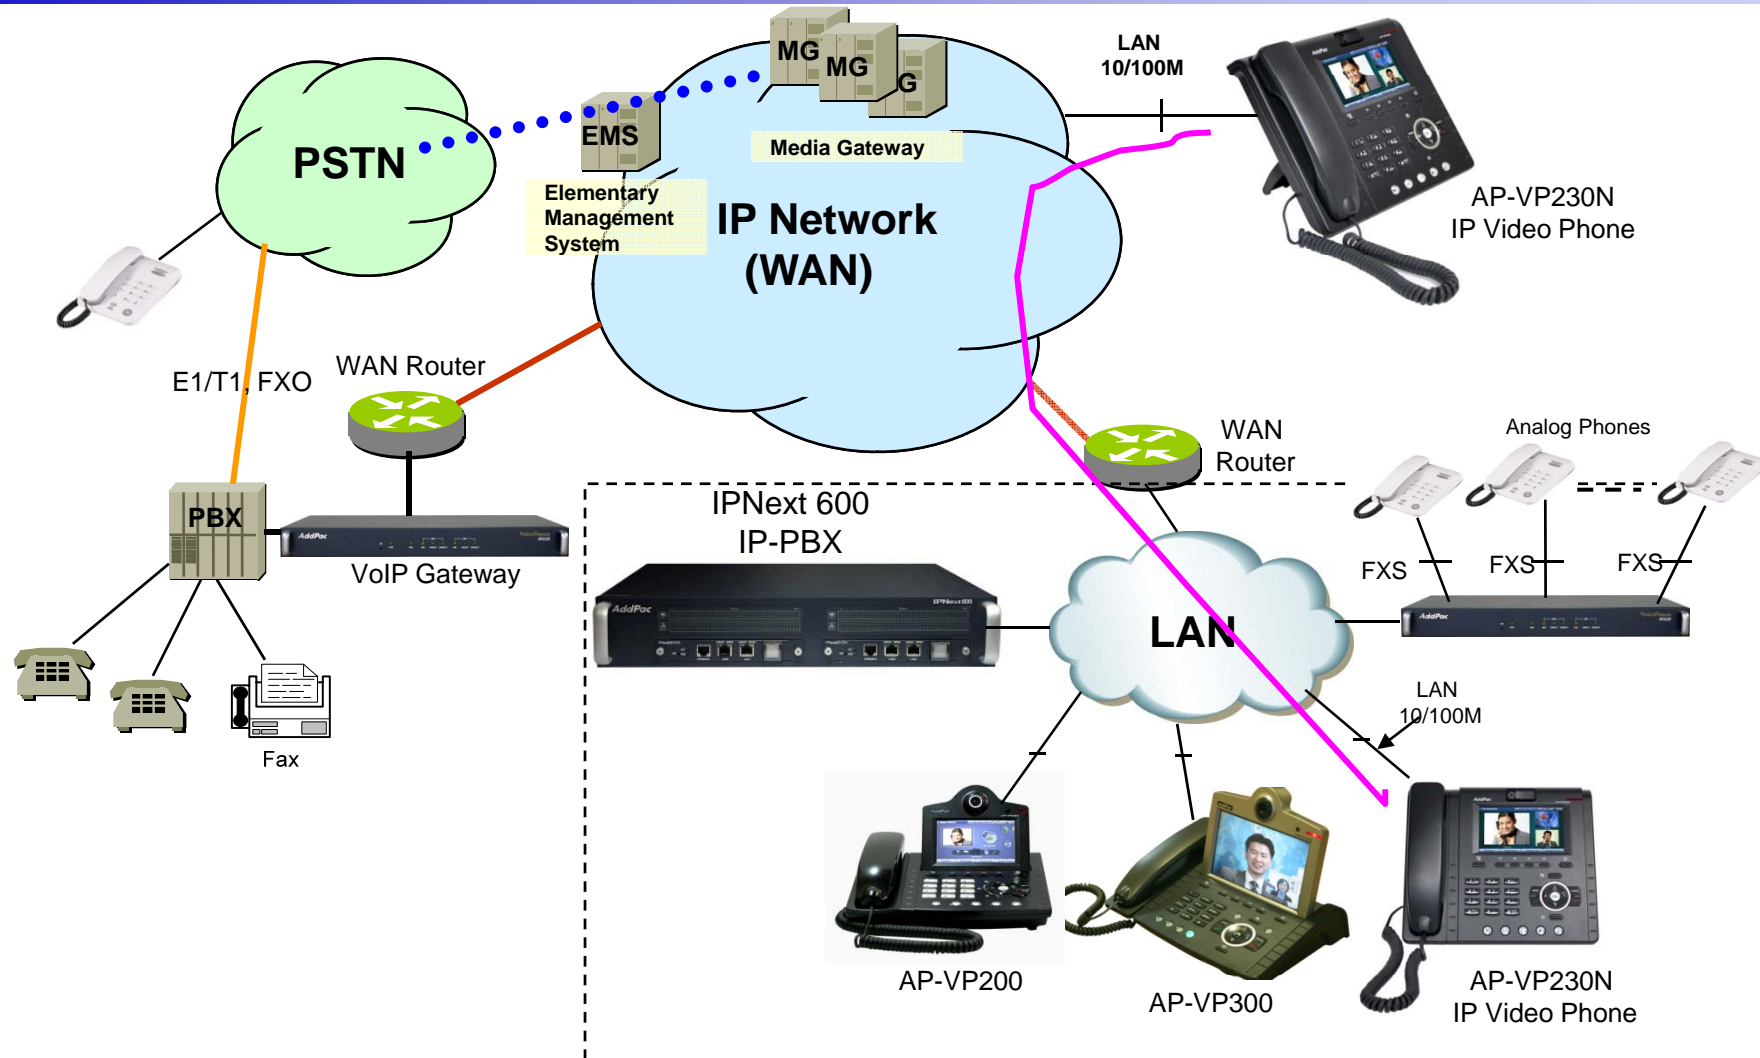 MG
MG
G
LAN
10/100M
EMS
PSTN
Media Gateway
Elementary
Management
System
IP Network
(WAN)
AP-VP230N
IP Video Phone
WAN Router
E1/T1, FXO
WAN
Router
Analog Phones
PBX
AddPac
VoIP Gateway
IPNext 600
IP-PBX
AddPac
IPNext600
FXS
FXS
FXS
AddPac
LAN
LAN
10/100M
Fax
AP-VP200
AP-VP300
AP-VP230N
IP Video Phone